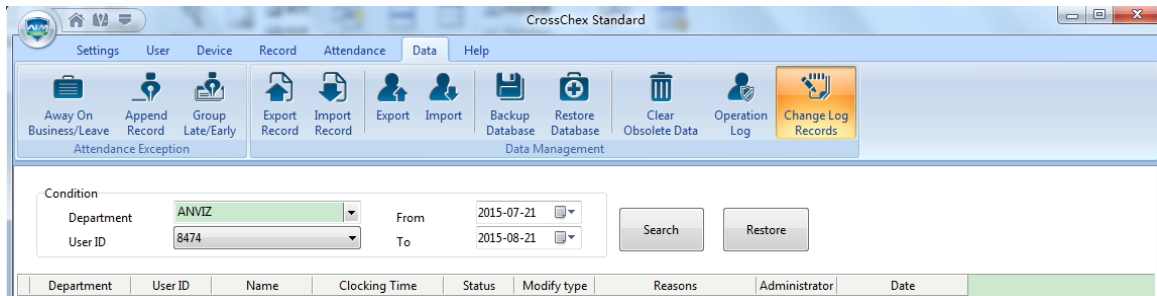 CrossChex Standard
Settings User Device Record Attendance Data Help
Away On Append Group Export Import Export Import Backup Restore Clear Operation Change Log
Business/Leave Record Late/Early Record Record Database Database Obsolete Data Log Records
Attendance Exception Data Management
Condition
Department ANVIZ From 2015-07-21
User ID 8474 To 2015-08-21
Search Restore
Department User ID Name Clocking Time Status Modify type Reasons Administrator Date